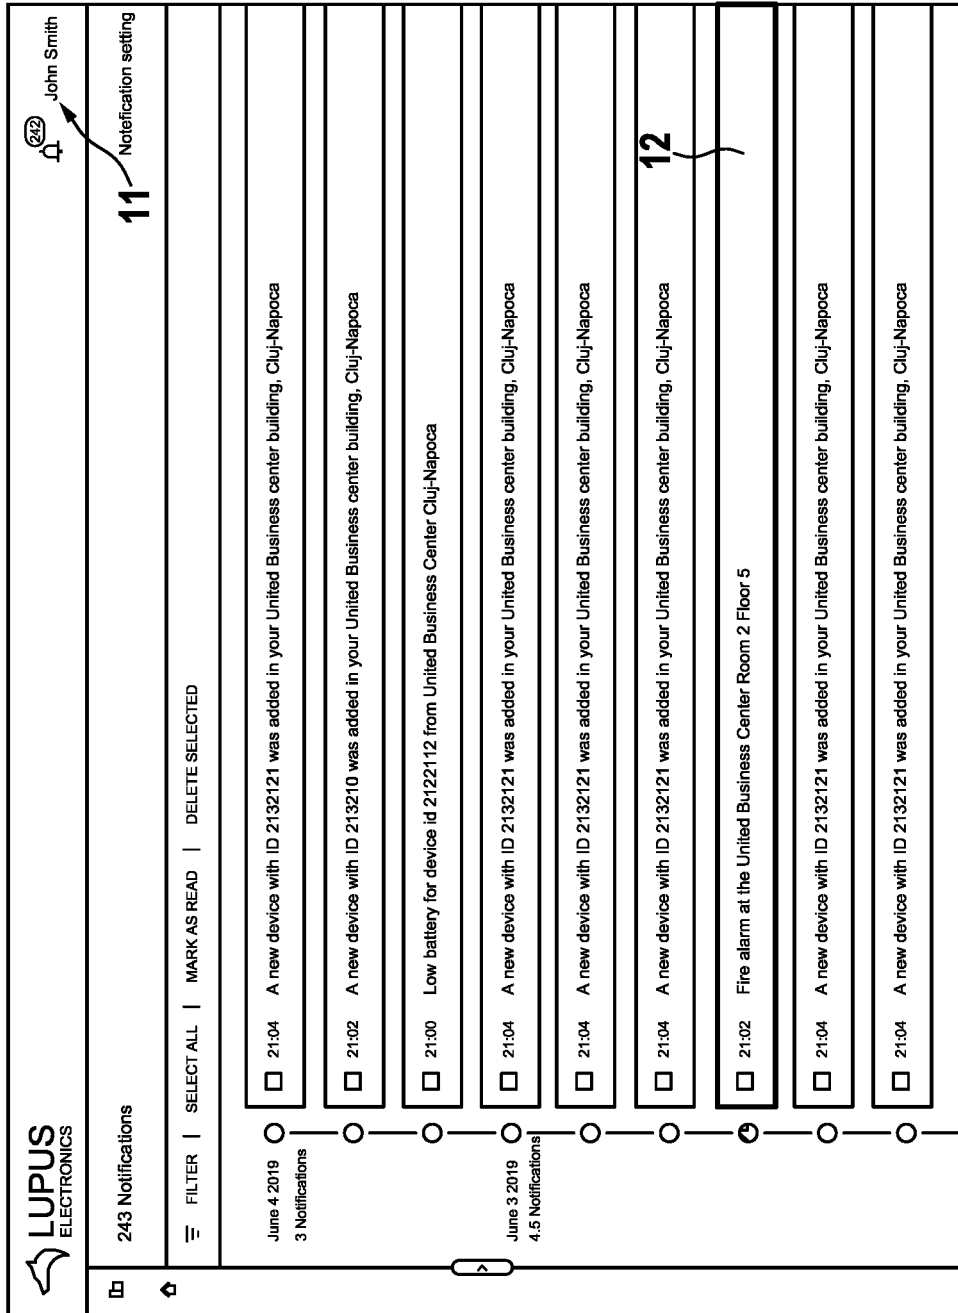 LUPUS
ELECTRONICS
242
John Smith
243 Notifications
11
Notefication setting
FILTER | SELECT ALL | MARK AS READ | DELETE SELECTED
June 4 2019
3 Notifications
21:04 A new device with ID 2132121 was added in your United Business center building, Cluj-Napoca
21:02 A new device with ID 213210 was added in your United Business center building, Cluj-Napoca
21:00 Low battery for device id 2122112 from United Business Center Cluj-Napoca
June 3 2019
4.5 Notifications
21:04 A new device with ID 2132121 was added in your United Business center building, Cluj-Napoca
21:04 A new device with ID 2132121 was added in your United Business center building, Cluj-Napoca
21:04 A new device with ID 2132121 was added in your United Business center building, Cluj-Napoca
12
21:02 Fire alarm at the United Business Center Room 2 Floor 5
21:04 A new device with ID 2132121 was added in your United Business center building, Cluj-Napoca
21:04 A new device with ID 2132121 was added in your United Business center building, Cluj-Napoca